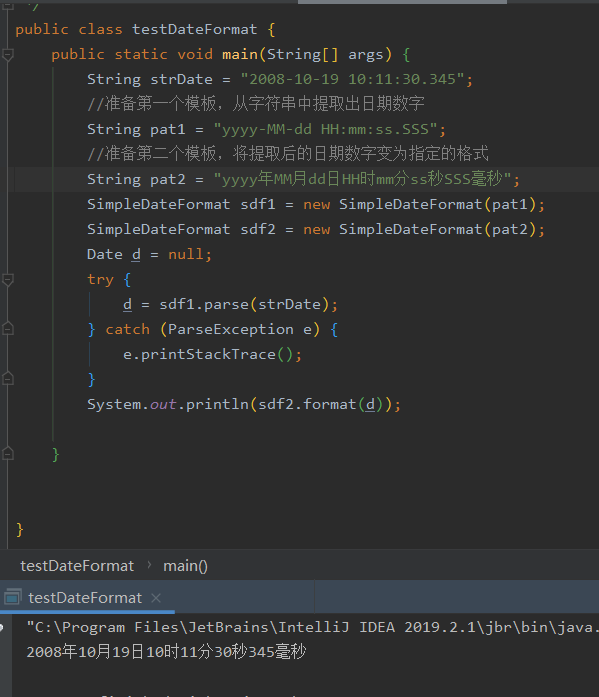 */
public class testDateFormat {
public static void main(String[] args) {
String strDate = "2008-10-19 10:11:30.345";
//准备第一个模板，从字符串中提取出日期数字
String pat1 = "yyyy-MM-dd HH:mm:ss.SSS";
//准备第二个模板，将提取后的日期数字变为指定的格式
String pat2 = "yyyy年MM月dd日HH时mm分ss秒SSS毫秒";
SimpleDateFormat sdf1 = new SimpleDateFormat(pat1);
SimpleDateFormat sdf2 = new SimpleDateFormat(pat2);
Date d = null;
try {
d = sdf1.parse(strDate);
} catch (ParseException e) {
e.printStackTrace();
}
System.out.println(sdf2.format(d));
}
}
testDateFormat › main()
testDateFormat ×
"C:\Program Files\JetBrains\IntelliJ IDEA 2019.2.1\jbr\bin\java.
2008年10月19日10时11分30秒345毫秒